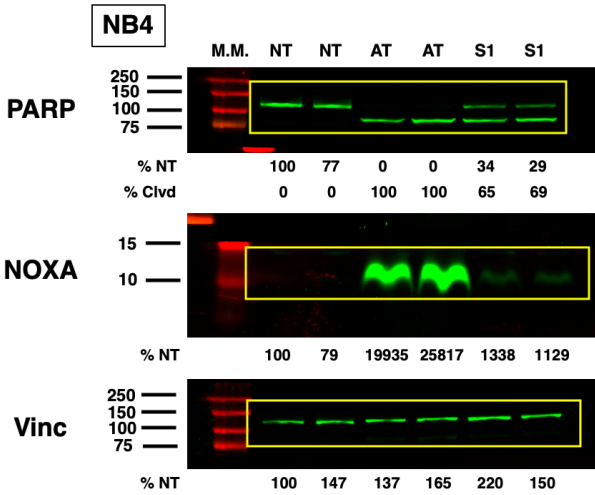 NB4
M.M. NT NT AT AT S1 S1
PARP
250
150
100
75
% NT 100 77 0 0 34 29
% Clvd 0 0 100 100 65 69
NOXA
15
10
% NT 100 79 19935 25817 1338 1129
Vinc
250
150
100
75
% NT 100 147 137 165 220 150